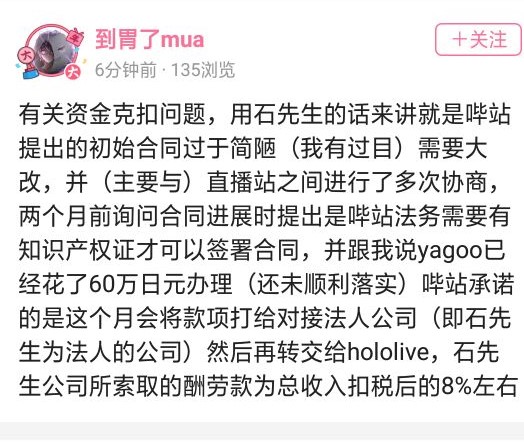 到胃了mua
＋关注
6分钟前 · 135浏览
有关资金克扣问题，用石先生的话来讲就是哔站
提出的初始合同过于简陋（我有过目）需要大
改，并（主要与）直播站之间进行了多次协商，
两个月前询问合同进展时提出是哔站法务需要有
知识产权证才可以签署合同，并跟我说yagoo已
经花了60万日元办理（还未顺利落实）哔站承诺
的是这个月会将款项打给对接法人公司（即石先
生为法人的公司）然后再转交给hololive，石先
生公司所索取的酬劳款为总收入扣税后的8%左右